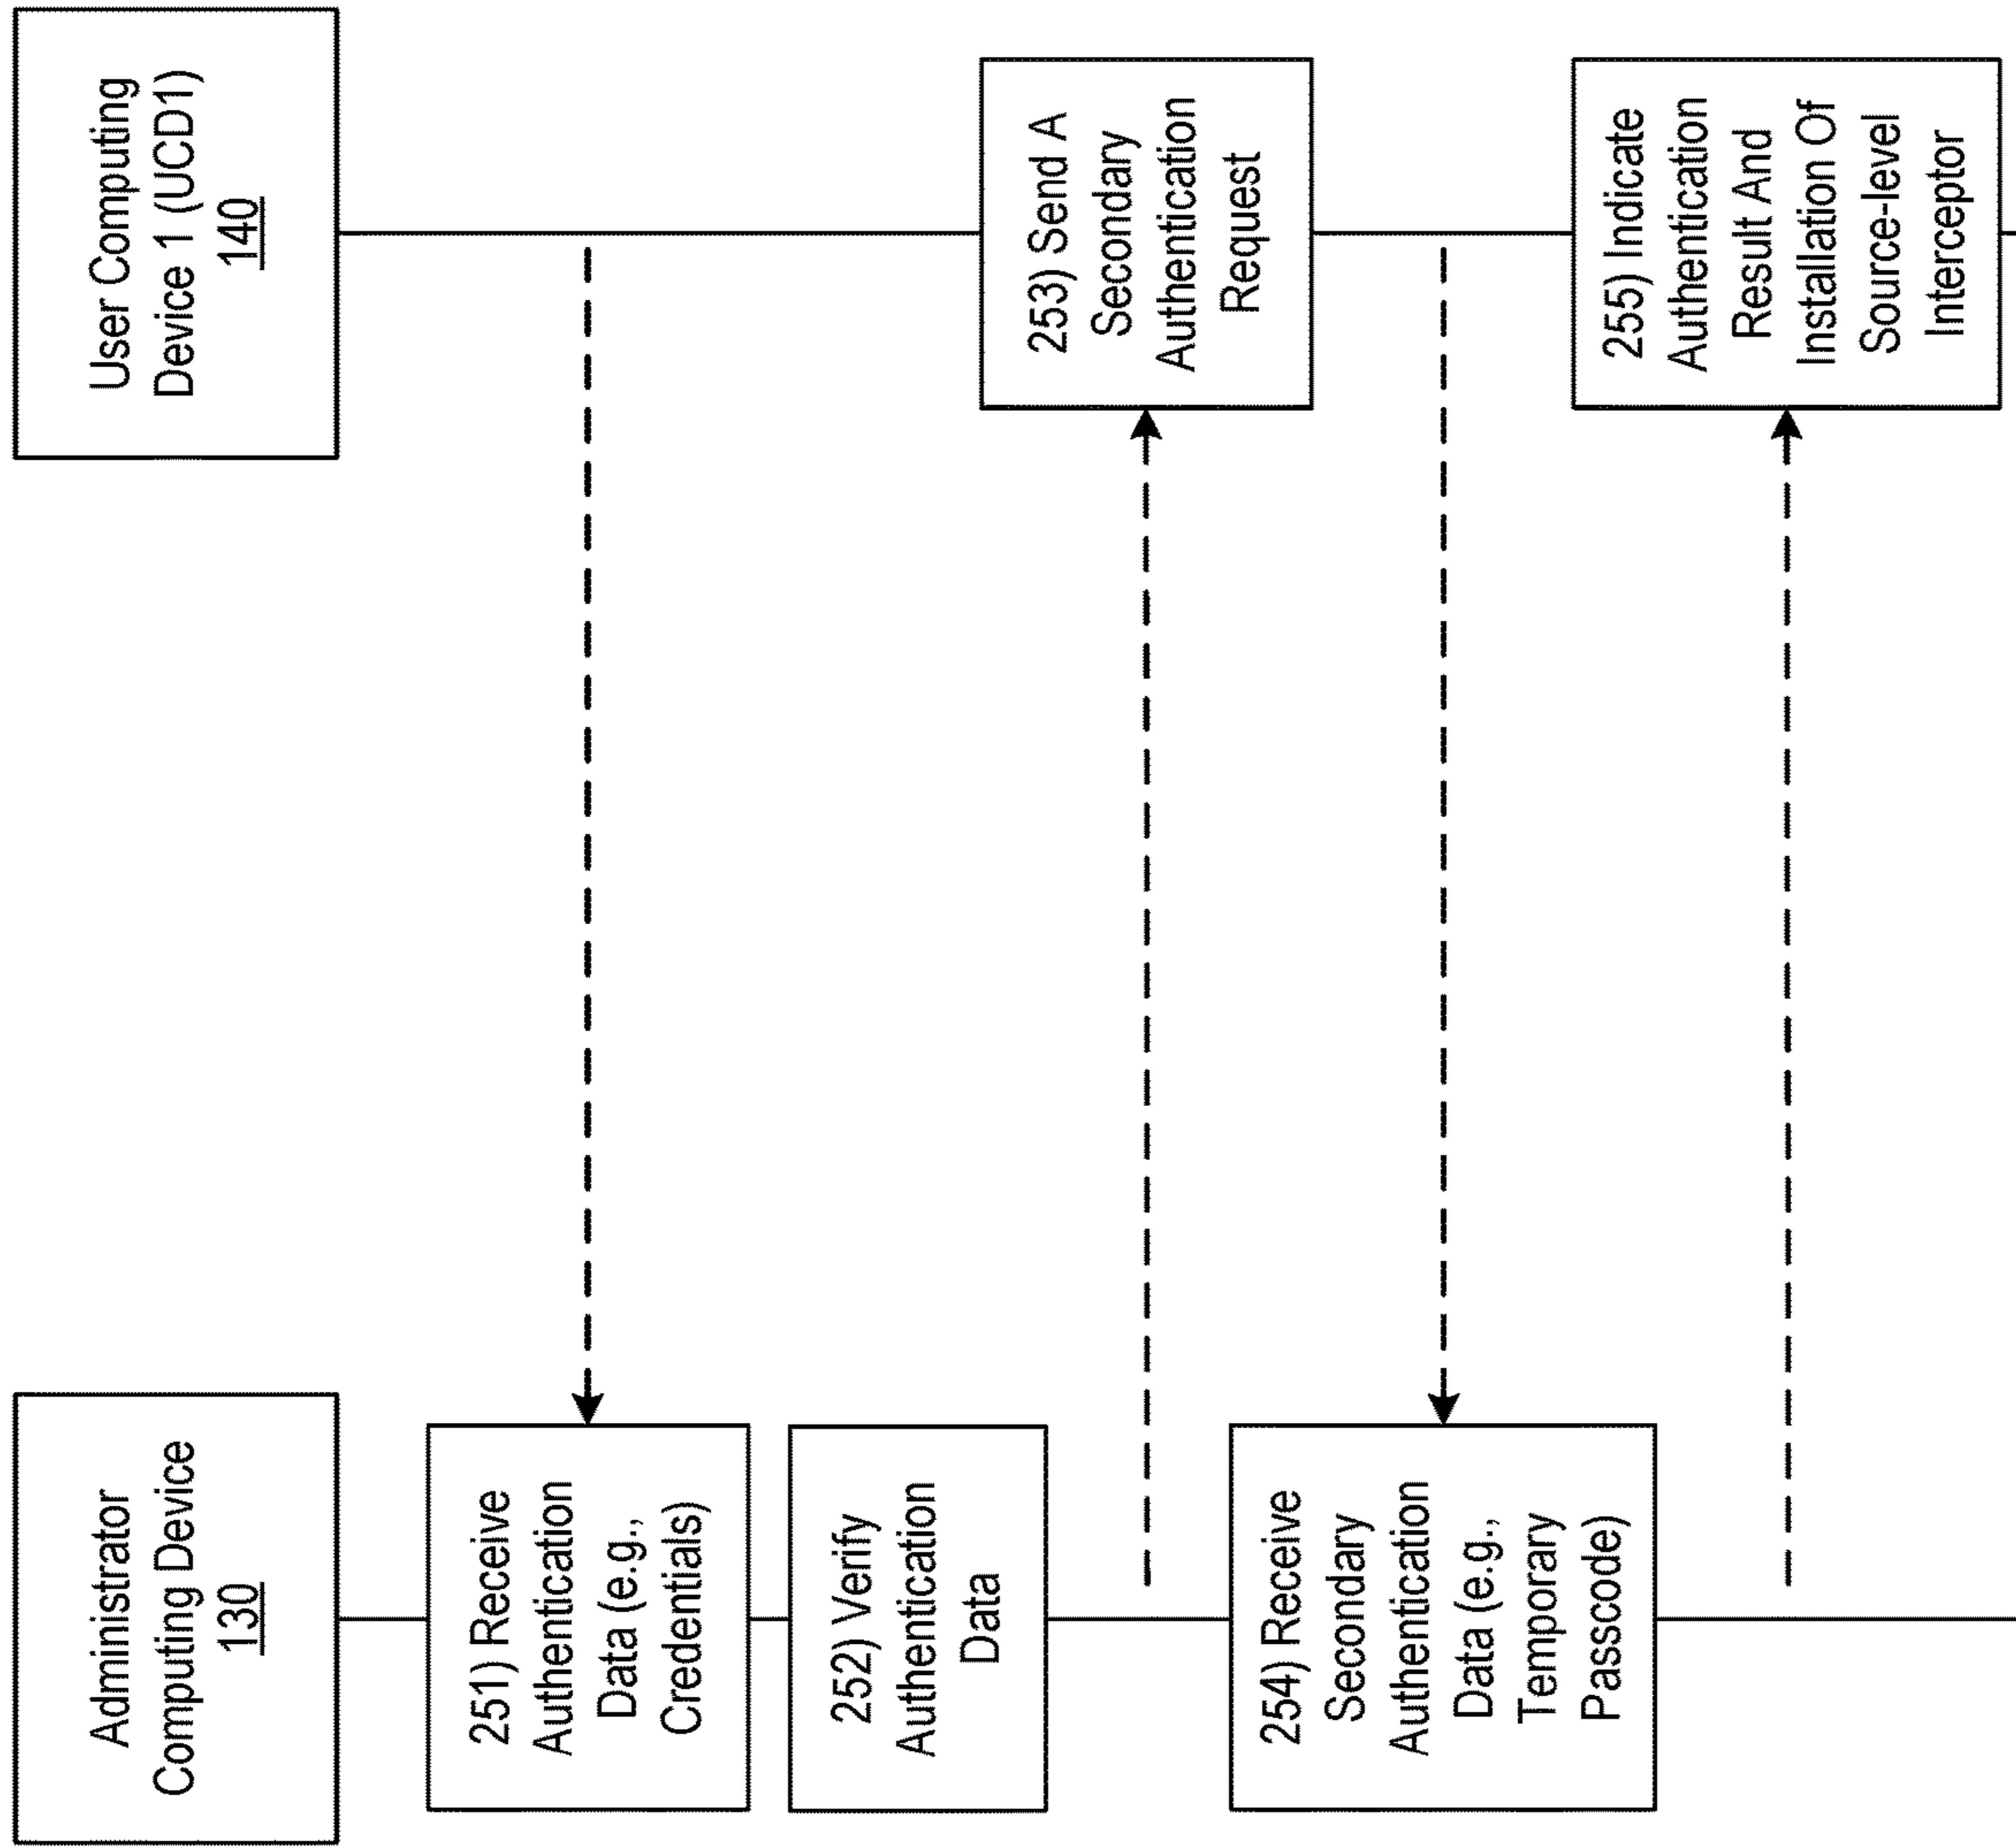 Administrator
Computing Device
130
User Computing
Device 1 (UCD1)
140
251) Receive
Authentication
Data (e.g.,
Credentials)
252) Verify
Authentication
Data
253) Send A
Secondary
Authentication
Request
254) Receive
Secondary
Authentication
Data (e.g.,
Temporary
Passcode)
255) Indicate
Authentication
Result And
Installation Of
Source-level
Interceptor